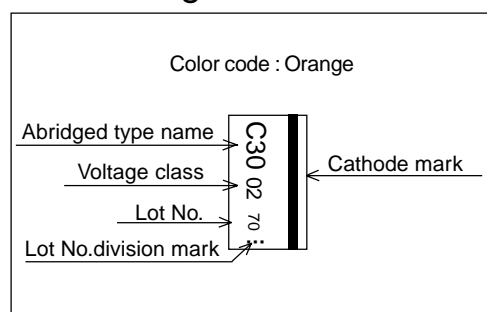 Color code : Orange
Abridged type name
Voltage class
Lot No.
Lot No.division mark
C30 02 70
Cathode mark